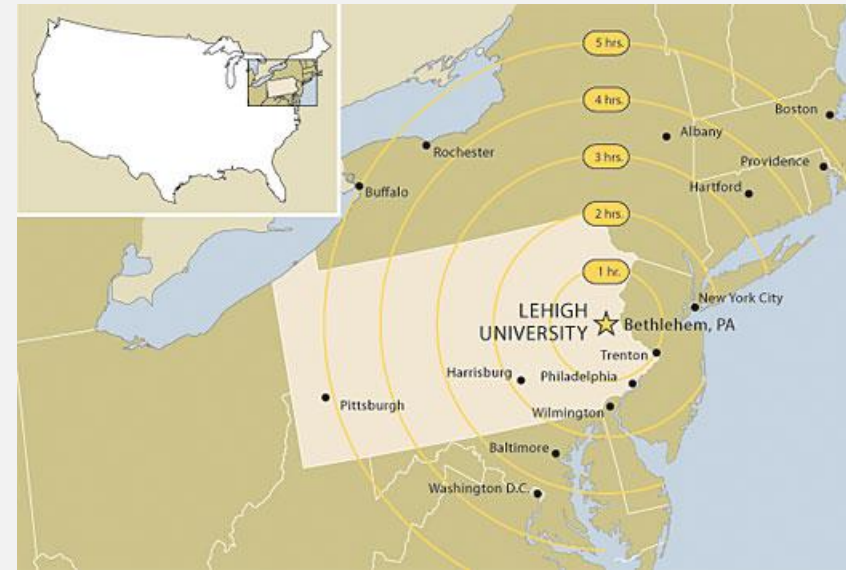 5 hrs.
4 hrs.
Boston
Albany
Rochester
3 hrs.
Providence
Buffalo
Hartford
2 hrs.
1 hr.
New York City
LEHIGH
UNIVERSITY
Bethlehem, PA
Trenton
Harrisburg
Philadelphia
Pittsburgh
Wilmington
Baltimore
Washington D.C.